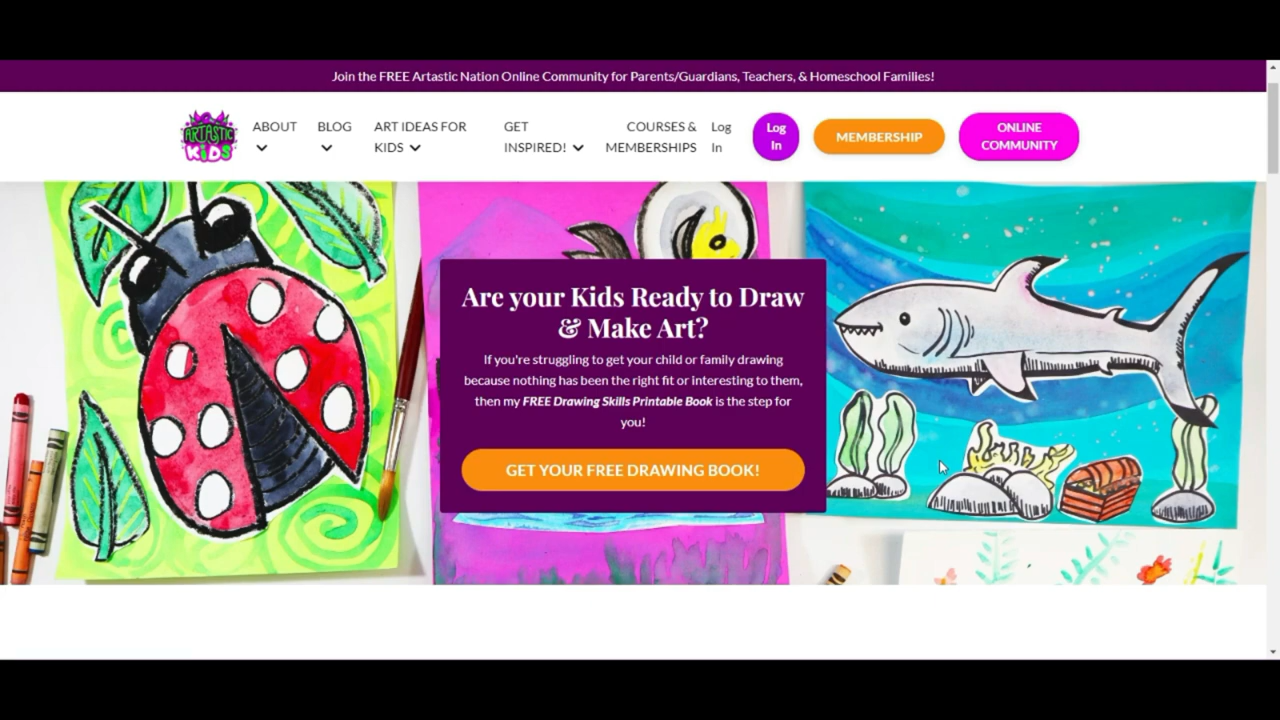 Join the FREE Artastic Nation Online Community for Parents/Guardians, Teachers, & Homeschool Families!
ARTASTIC
KiDS
ABOUT
BLOG
ART IDEAS FOR
KIDS
GET
INSPIRED!
COURSES &
MEMBERSHIPS
Log
In
Log
In
MEMBERSHIP
ONLINE
COMMUNITY
Are your Kids Ready to Draw
& Make Art?
If you're struggling to get your child or family drawing
because nothing has been the right fit or interesting to them,
then my FREE Drawing Skills Printable Book is the step for
you!
GET YOUR FREE DRAWING BOOK!